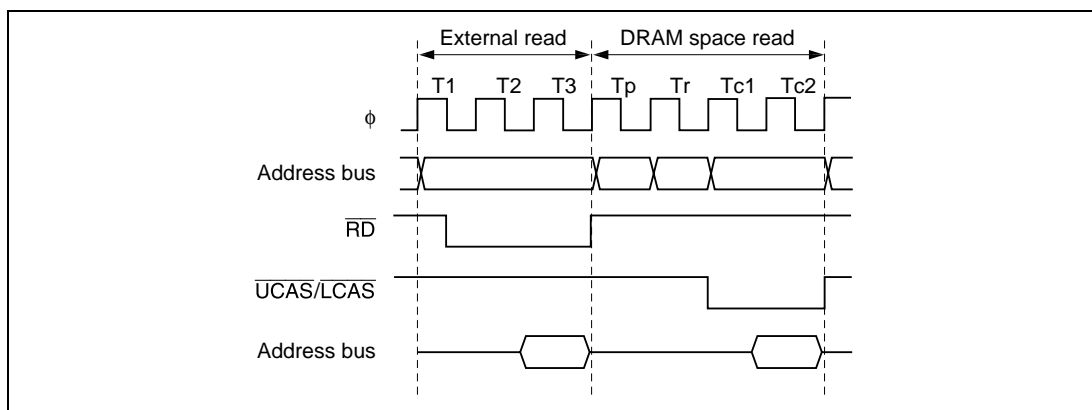 External read DRAM space read
T1 T2 T3 Tp Tr Tc1 Tc2
φ
Address bus
RD
UCAS/LCAS
Address bus